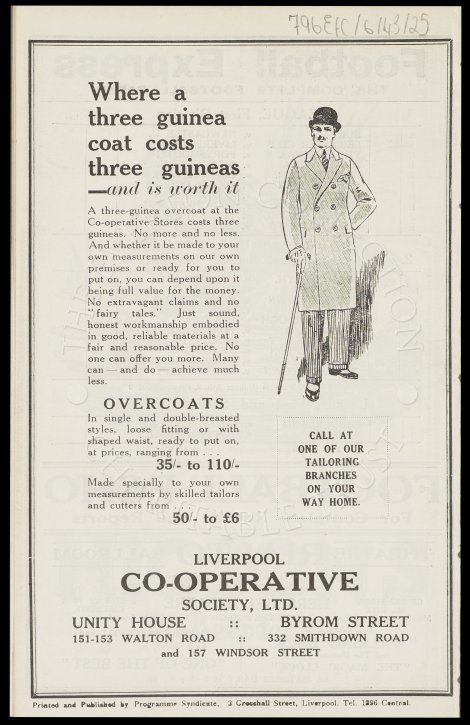 796EFC/6/43/25
Where a
three guinea
coat costs
three guineas
—and is worth it
A three-guinea overcoat at the
Co-operative Stores costs three
guineas. No more and no less.
And whether it be made to your
own measurements on our own
premises or ready for you to
put on, you can depend upon it
being full value for the money.
No extravagant claims and no
"fairy tales." Just sound,
honest workmanship embodied
in good, reliable materials at a
fair and reasonable price. No
one can offer you more. Many
can — and do — achieve much
less.
OVERCOATS
In single and double-breasted
styles, loose fitting or with
shaped waist, ready to put on,
at prices, ranging from . . .
35/- to 110/-
Made specially to your own
measurements by skilled tailors
and cutters from . . .
50/- to £6
CALL AT
ONE OF OUR
TAILORING
BRANCHES
ON YOUR
WAY HOME.
LIVERPOOL
CO-OPERATIVE
SOCIETY, LTD.
UNITY HOUSE :: BYROM STREET
151-153 WALTON ROAD :: 332 SMITHDOWN ROAD
and 157 WINDSOR STREET
Printed and Published by Programme Syndicate, 3 Crosshall Street, Liverpool. Tel. 1296 Central.